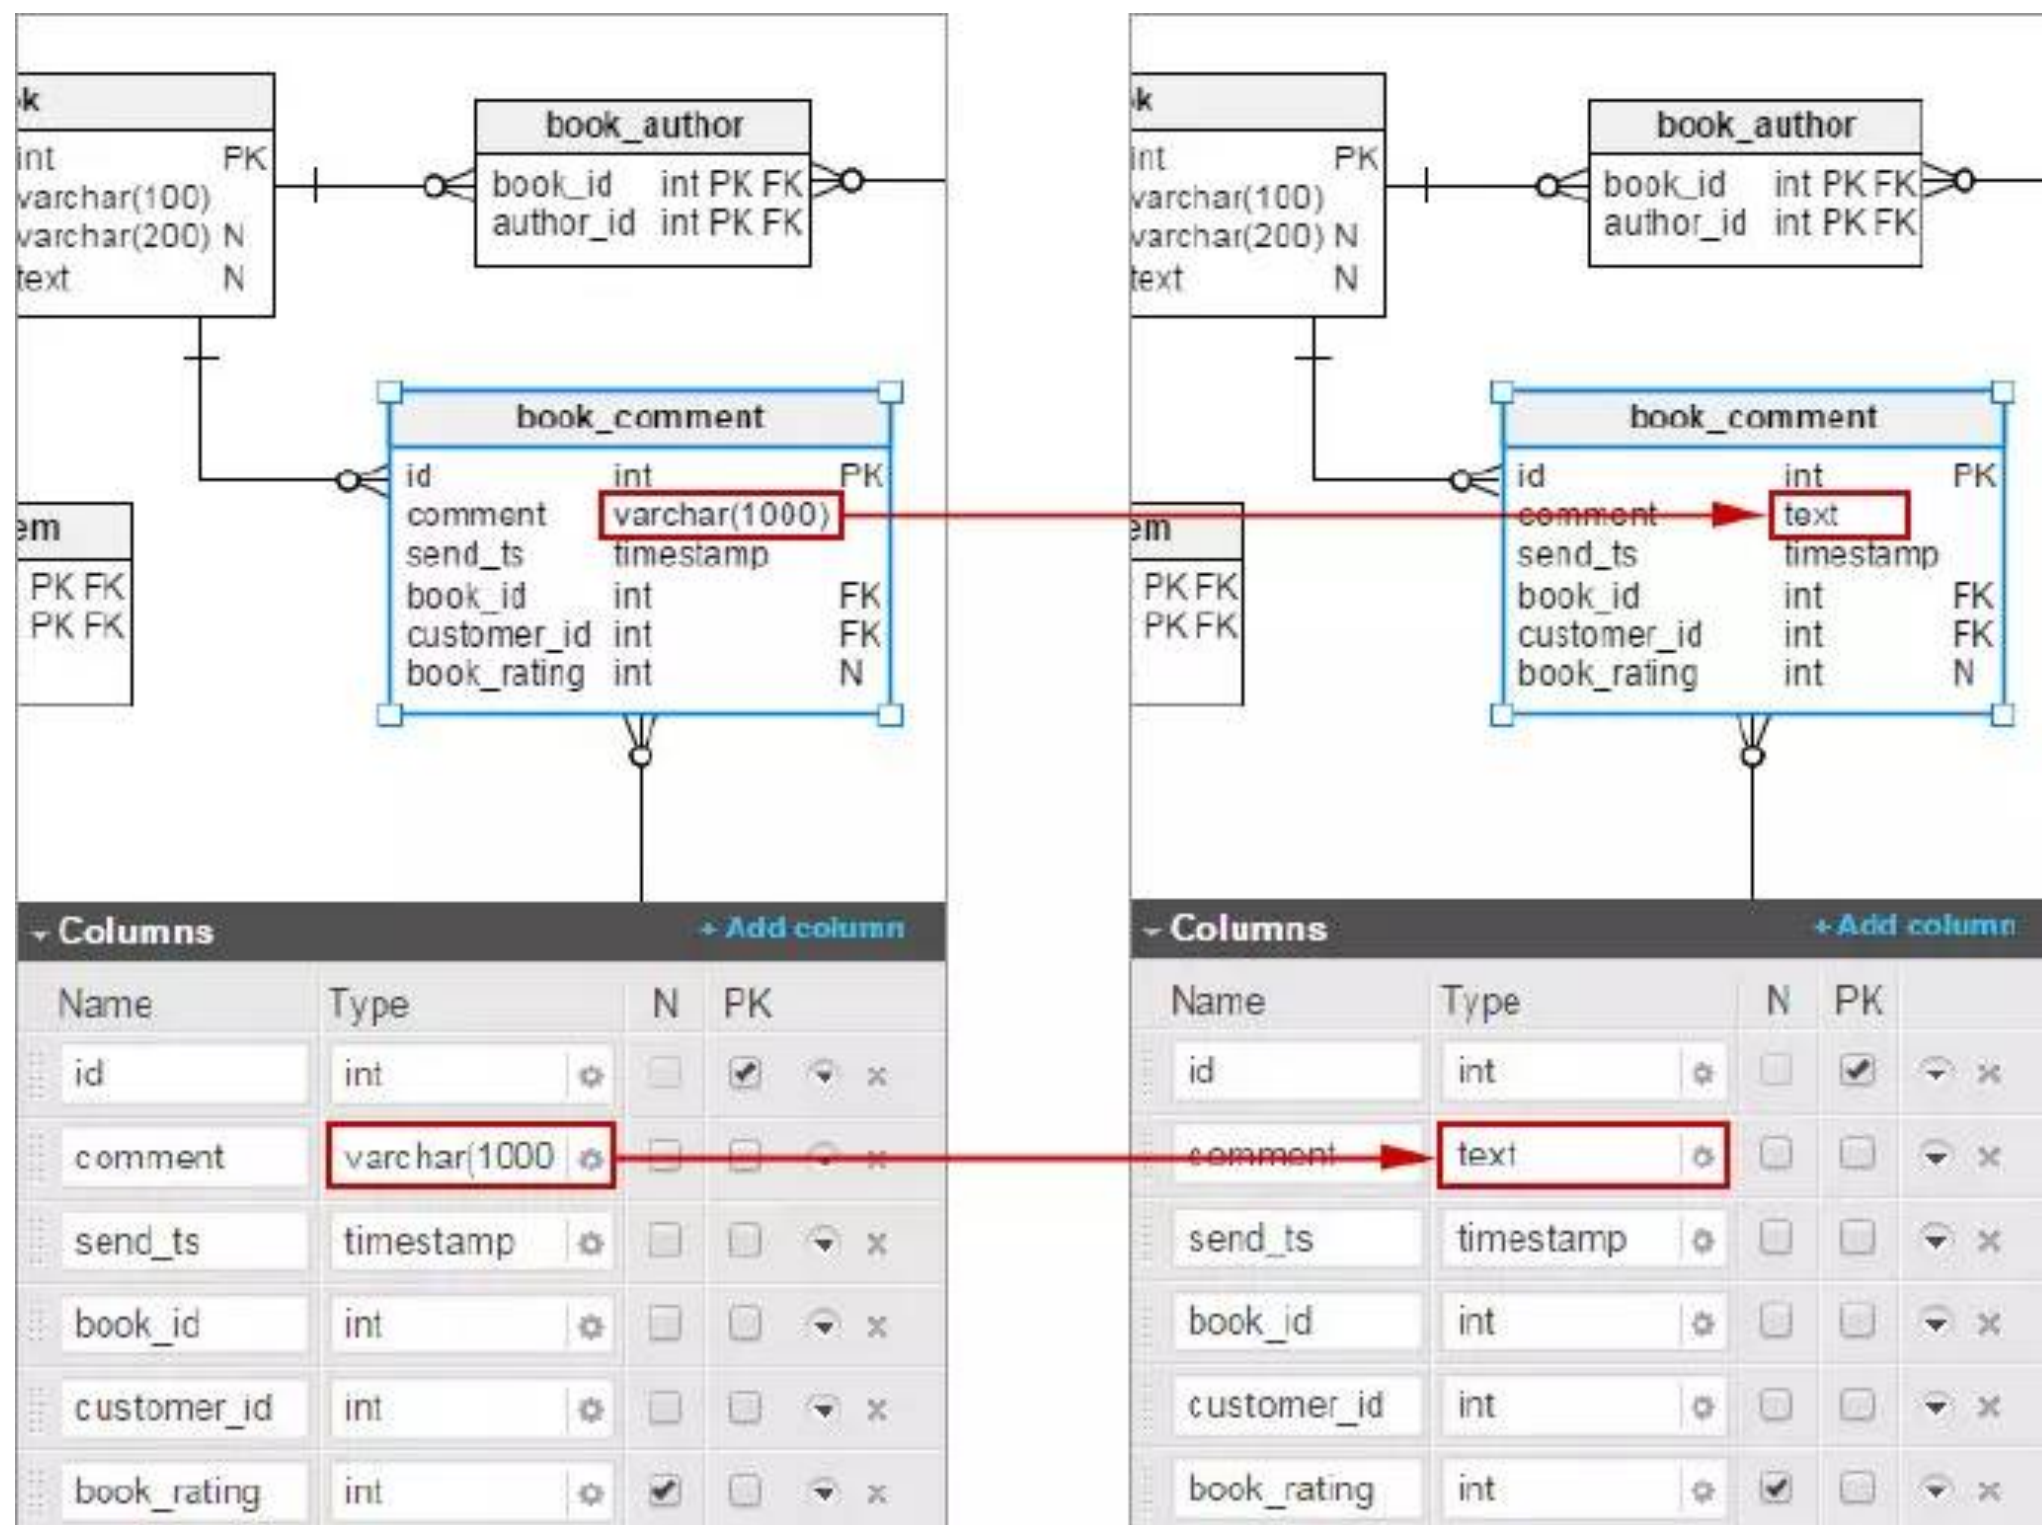 k
int PK
varchar(100)
varchar(200) N
text N
book_author
book_id int PK FK
author_id int PK FK
book_comment
id int PK
comment varchar(1000)
send_ts timestamp
book_id int FK
customer_id int FK
book_rating int N
em
PK FK
PK FK
Columns + Add column
Name Type N PK
id int
comment varchar(1000
send_ts timestamp
book_id int
customer_id int
book_rating int
k
int PK
varchar(100)
varchar(200) N
text N
book_author
book_id int PK FK
author_id int PK FK
book_comment
id int PK
comment text
send_ts timestamp
book_id int FK
customer_id int FK
book_rating int N
em
PK FK
PK FK
Columns + Add column
Name Type N PK
id int
comment text
send_ts timestamp
book_id int
customer_id int
book_rating int